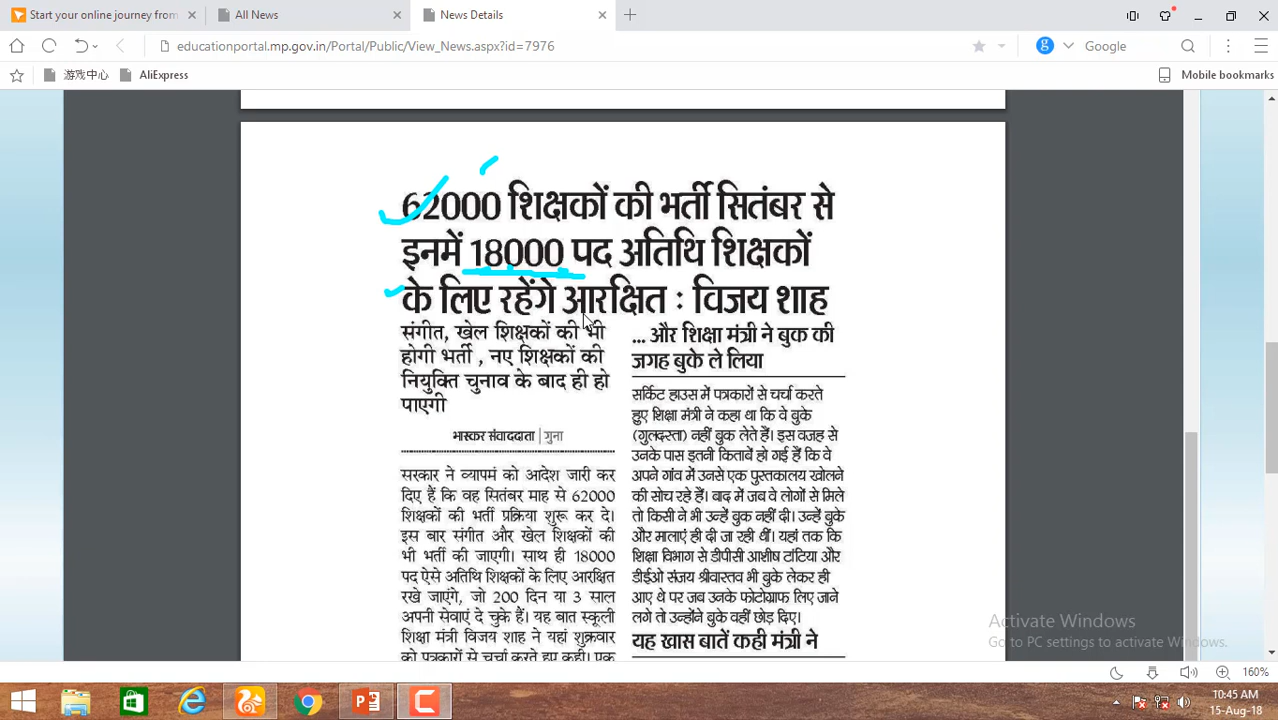 Start your online journey from
All News
News Details
educationportal.mp.gov.in/Portal/Public/View_News.aspx?id=7976
Google
游戏中心
AliExpress
Mobile bookmarks
62000 शिक्षकों की भर्ती सितंबर से
इनमें 18000 पद अतिथि शिक्षकों
के लिए रहेंगे आरक्षित : विजय शाह
संगीत, खेल शिक्षकों की भी
होगी भर्ती , नए शिक्षकों की
नियुक्ति चुनाव के बाद ही हो
पाएगी
भास्कर संवाददाता | गुना
सरकार ने व्यापमं को आदेश जारी कर
दिए हैं कि वह सितंबर माह से 62000
शिक्षकों की भर्ती प्रक्रिया शुरू कर दे।
इस बार संगीत और खेल शिक्षकों की
भी भर्ती की जाएगी। साथ ही 18000
पद ऐसे अतिथि शिक्षकों के लिए आरक्षित
रखे जाएंगे, जो 200 दिन या 3 साल
अपनी सेवाएं दे चुके हैं। यह बात स्कूली
शिक्षा मंत्री विजय शाह ने यहां शुक्रवार
को पत्रकारों से चर्चा करते हुए कही। एक
... और शिक्षा मंत्री ने बुक की
जगह बुके ले लिया
सर्किट हाउस में पत्रकारों से चर्चा करते
हुए शिक्षा मंत्री ने कहा था कि वे बुके
(गुलदस्ता) नहीं बुक लेते हैं। इस वजह से
उनके पास इतनी किताबें हो गई हैं कि वे
अपने गांव में उनसे एक पुस्तकालय खोलने
की सोच रहे हैं। बाद में जब वे लोगों से मिले
तो किसी ने भी उन्हें बुक नहीं दी। उन्हें बुके
और मालाएं ही दी जा रही थीं। यहां तक कि
शिक्षा विभाग से डीपीसी आशीष टांटिया और
डीईओ संजय श्रीवास्तव भी बुके लेकर ही
आए थे पर जब उनके फोटोग्राफ लिए जाने
लगे तो उन्होंने बुके वहीं छोड़ दिए।
यह खास बातें कही मंत्री ने
Activate Windows
Go to PC settings to activate Windows.
160%
10:45 AM
15-Aug-18